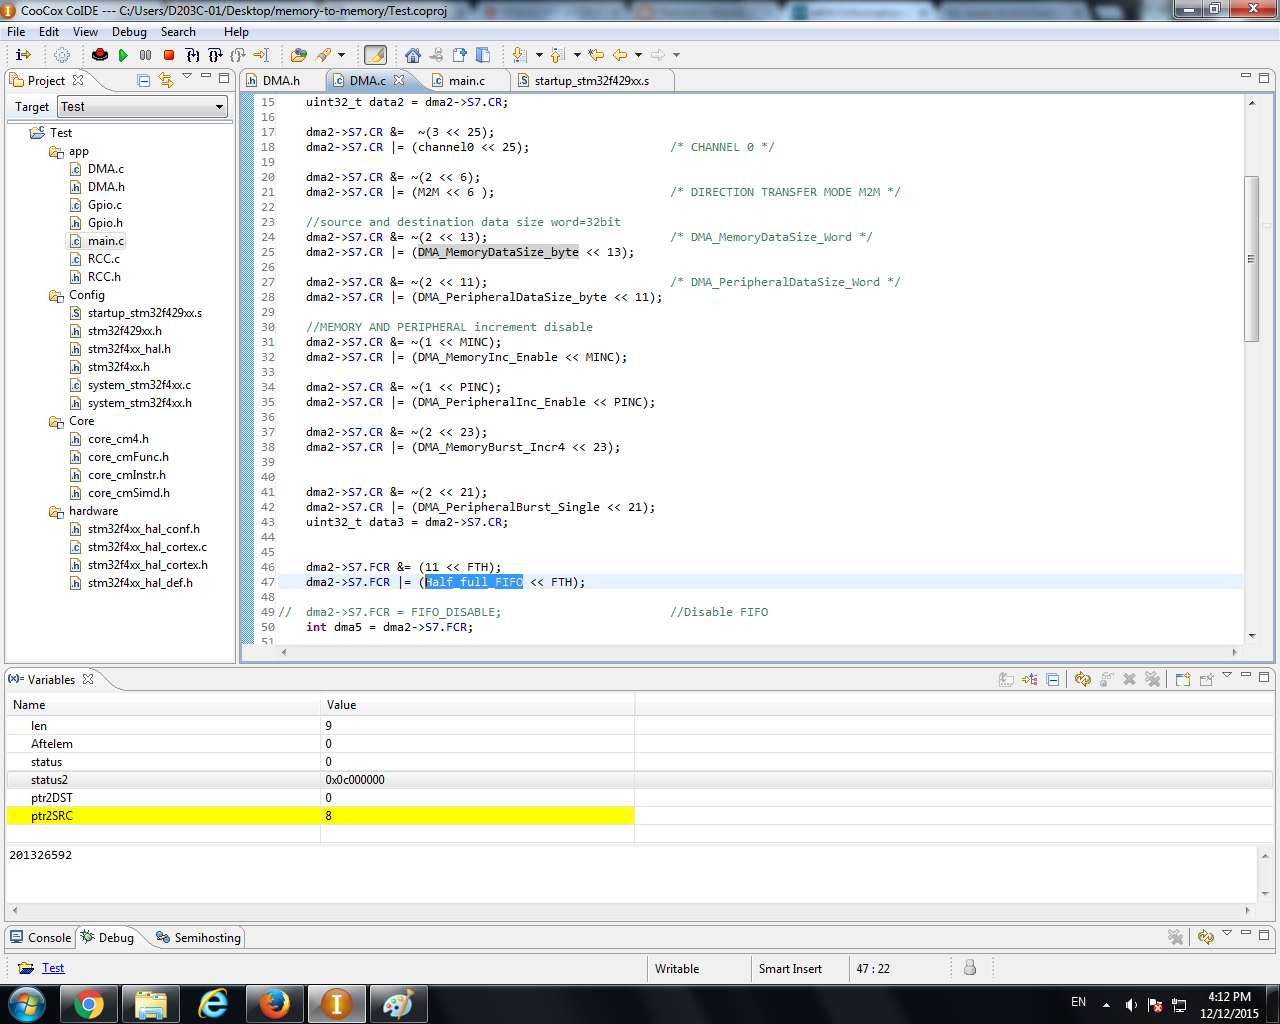 CooCox CoIDE --- C:/Users/D203C-01/Desktop/memory-to-memory/Test.coproj
File Edit View Debug Search Help
Project
Target Test
Test
app
DMA.c
DMA.h
Gpio.c
Gpio.h
main.c
RCC.c
RCC.h
Config
startup_stm32f429xx.s
stm32f429xx.h
stm32f4xx_hal.h
stm32f4xx.h
system_stm32f4xx.c
system_stm32f4xx.h
Core
core_cm4.h
core_cmFunc.h
core_cmInstr.h
core_cmSimd.h
hardware
stm32f4xx_hal_conf.h
stm32f4xx_hal_cortex.c
stm32f4xx_hal_cortex.h
stm32f4xx_hal_def.h
DMA.h DMA.c main.c startup_stm32f429xx.s
15 uint32_t data2 = dma2->S7.CR;
16
17 dma2->S7.CR &= ~(3 << 25);
18 dma2->S7.CR |= (channel0 << 25); /* CHANNEL 0 */
19
20 dma2->S7.CR &= ~(2 << 6);
21 dma2->S7.CR |= (M2M << 6 ); /* DIRECTION TRANSFER MODE M2M */
22
23 //source and destination data size word=32bit
24 dma2->S7.CR &= ~(2 << 13); /* DMA_MemoryDataSize_Word */
25 dma2->S7.CR |= (DMA_MemoryDataSize_byte << 13);
26
27 dma2->S7.CR &= ~(2 << 11); /* DMA_PeripheralDataSize_Word */
28 dma2->S7.CR |= (DMA_PeripheralDataSize_byte << 11);
29
30 //MEMORY AND PERIPHERAL increment disable
31 dma2->S7.CR &= ~(1 << MINC);
32 dma2->S7.CR |= (DMA_MemoryInc_Enable << MINC);
33
34 dma2->S7.CR &= ~(1 << PINC);
35 dma2->S7.CR |= (DMA_PeripheralInc_Enable << PINC);
36
37 dma2->S7.CR &= ~(2 << 23);
38 dma2->S7.CR |= (DMA_MemoryBurst_Incr4 << 23);
39
40
41 dma2->S7.CR &= ~(2 << 21);
42 dma2->S7.CR |= (DMA_PeripheralBurst_Single << 21);
43 uint32_t data3 = dma2->S7.CR;
44
45
46 dma2->S7.FCR &= (11 << FTH);
47 dma2->S7.FCR |= (Half_full_FIFO << FTH);
48
49 // dma2->S7.FCR = FIFO_DISABLE; //Disable FIFO
50 int dma5 = dma2->S7.FCR;
51
(x)= Variables
Name Value
len 9
Aftelem 0
status 0
status2 0x0c000000
ptr2DST 0
ptr2SRC 8
201326592
Console Debug Semihosting
Test Writable Smart Insert 47 : 22
EN 4:12 PM
12/12/2015